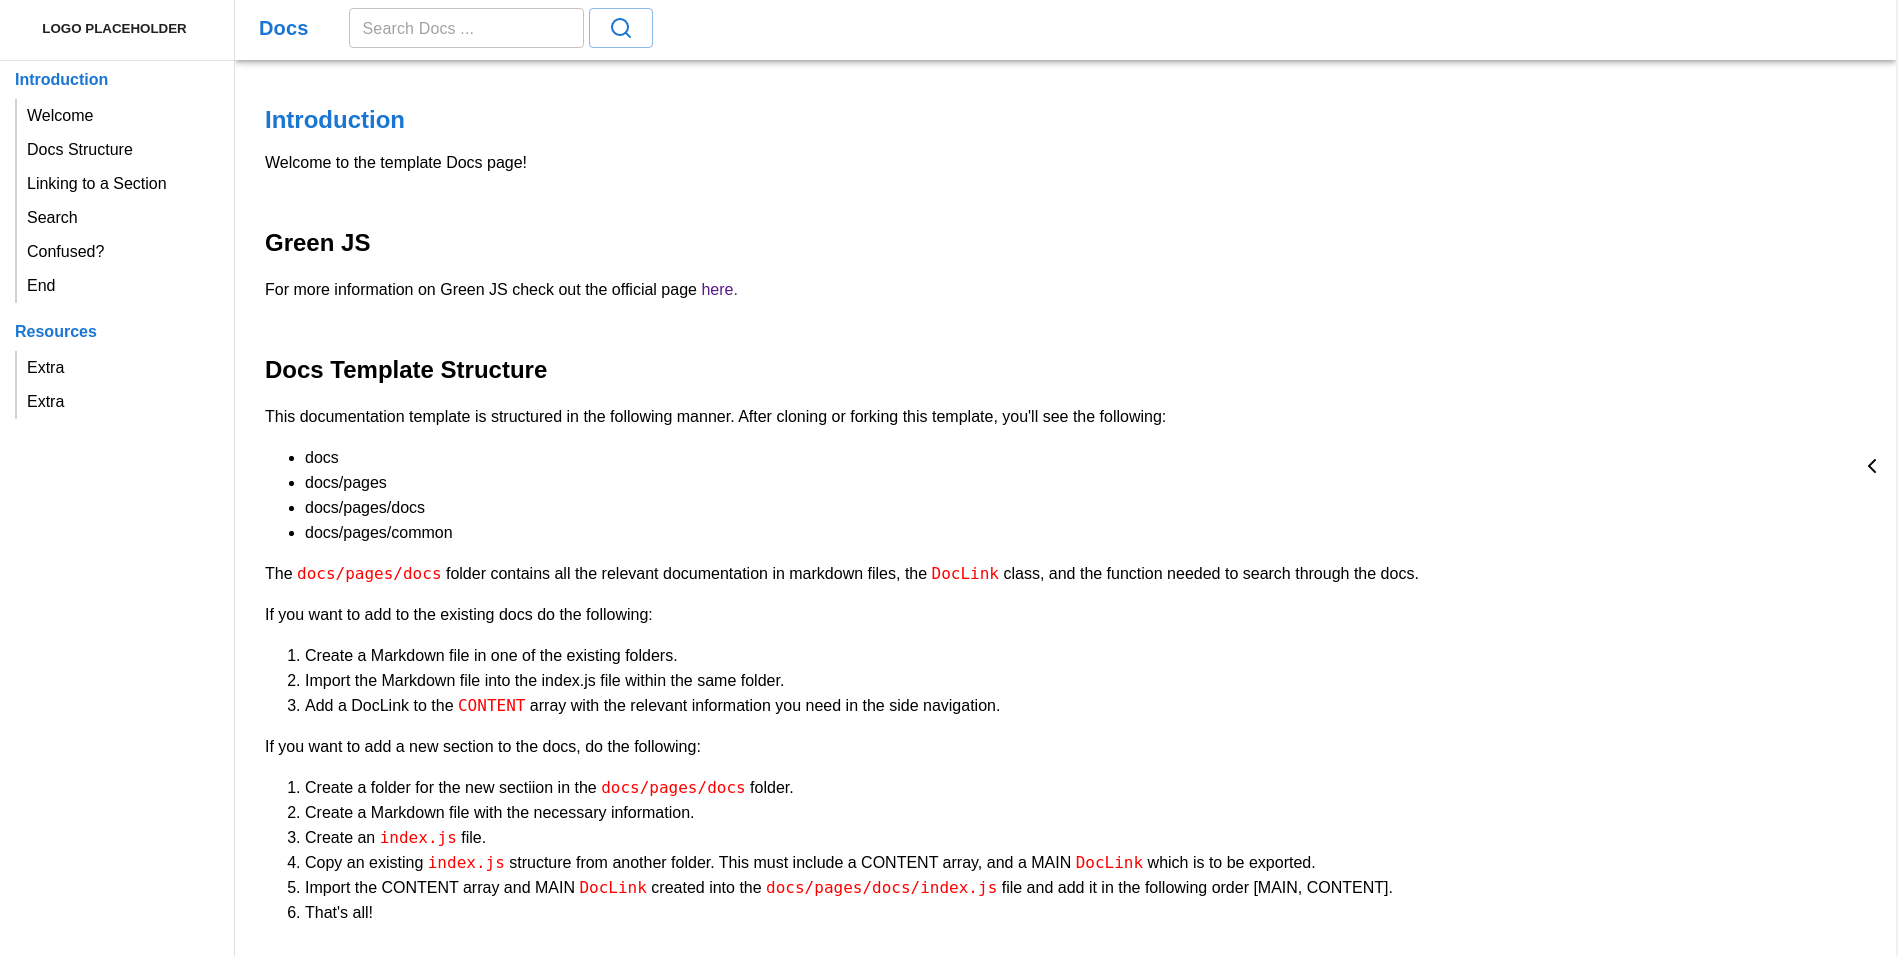 LOGO PLACEHOLDER
Docs
Search Docs ...
Introduction
Welcome
Docs Structure
Linking to a Section
Search
Confused?
End
Resources
Extra
Extra
Introduction
Welcome to the template Docs page!
Green JS
For more information on Green JS check out the official page here.
Docs Template Structure
This documentation template is structured in the following manner. After cloning or forking this template, you'll see the following:
• docs
• docs/pages
• docs/pages/docs
• docs/pages/common
The docs/pages/docs folder contains all the relevant documentation in markdown files, the DocLink class, and the function needed to search through the docs.
If you want to add to the existing docs do the following:
1. Create a Markdown file in one of the existing folders.
2. Import the Markdown file into the index.js file within the same folder.
3. Add a DocLink to the CONTENT array with the relevant information you need in the side navigation.
If you want to add a new section to the docs, do the following:
1. Create a folder for the new sectiion in the docs/pages/docs folder.
2. Create a Markdown file with the necessary information.
3. Create an index.js file.
4. Copy an existing index.js structure from another folder. This must include a CONTENT array, and a MAIN DocLink which is to be exported.
5. Import the CONTENT array and MAIN DocLink created into the docs/pages/docs/index.js file and add it in the following order [MAIN, CONTENT].
6. That's all!